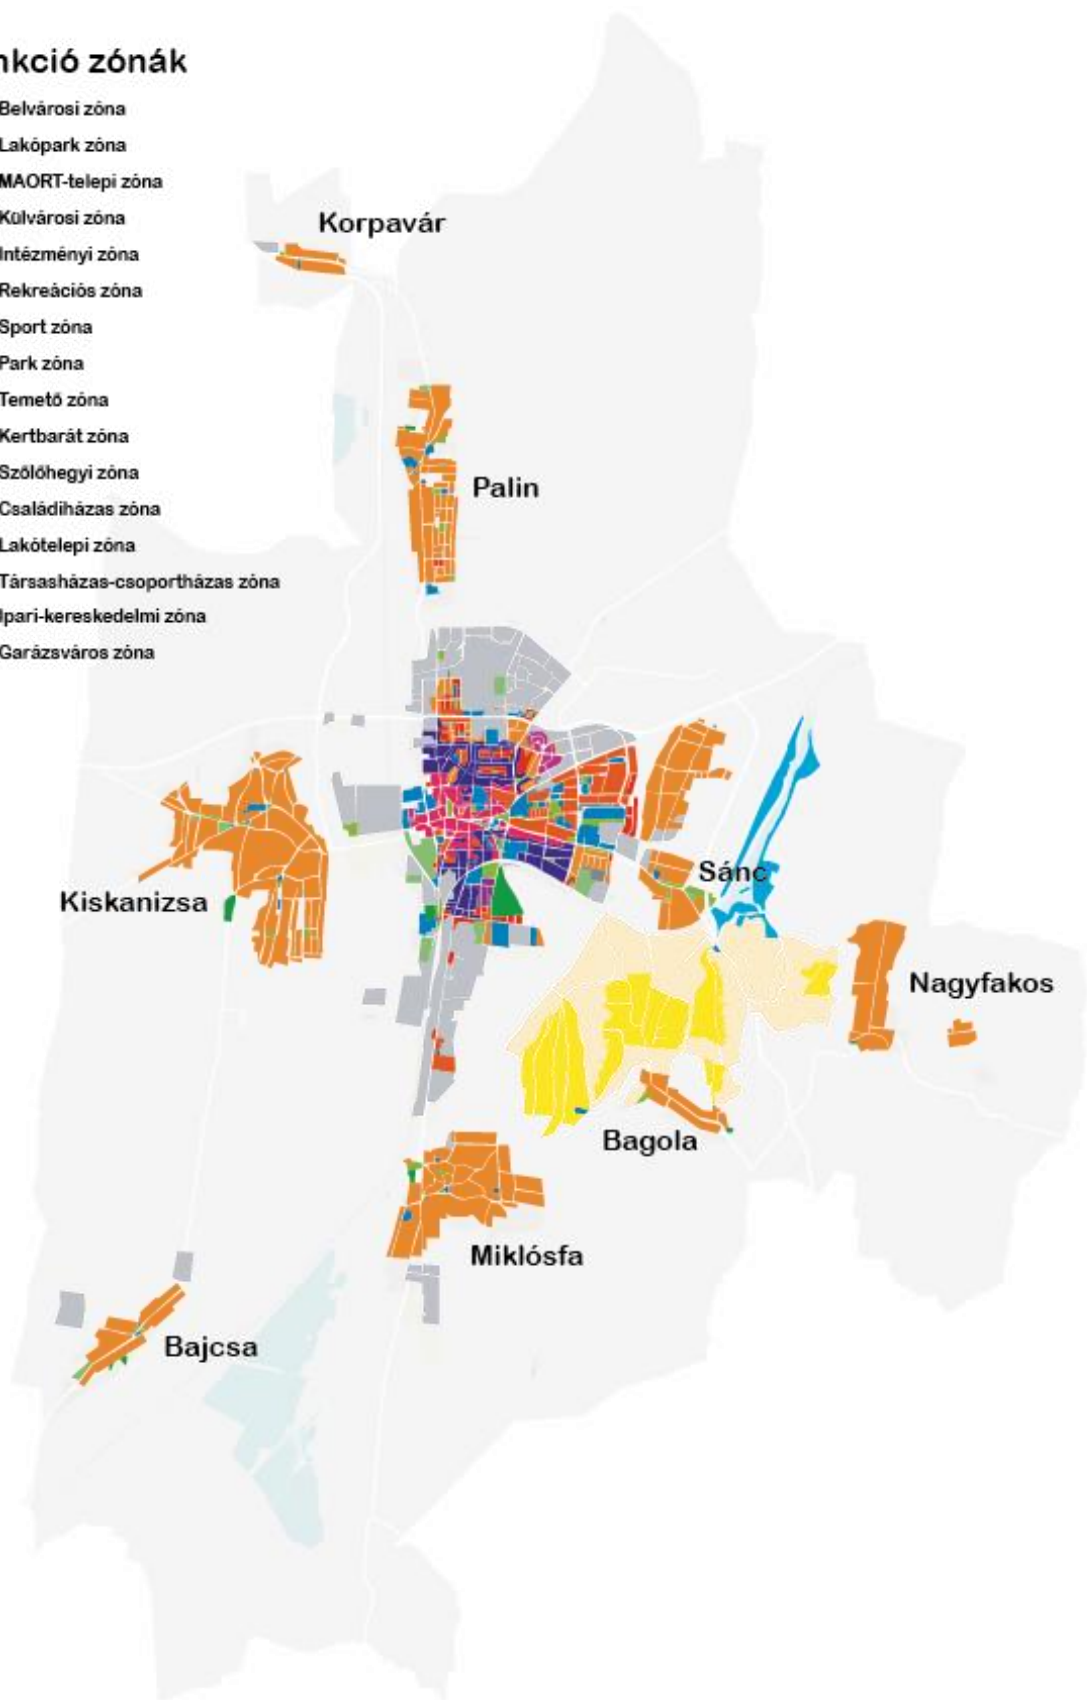 nkció zónák
Belvárosi zóna
Lakópark zóna
MAORT-telepi zóna
Külvárosi zóna
Intézményi zóna
Rekreációs zóna
Sport zóna
Park zóna
Temető zóna
Kertbarát zóna
Szőlőhegyi zóna
Családiházas zóna
Lakótelepi zóna
Társasházas-csoportházas zóna
Ipari-kereskedelmi zóna
Garázsváros zóna
Korpavár
Palin
Sánc
Kiskanizsa
Nagyfakos
Bagola
Miklósfa
Bajcsa